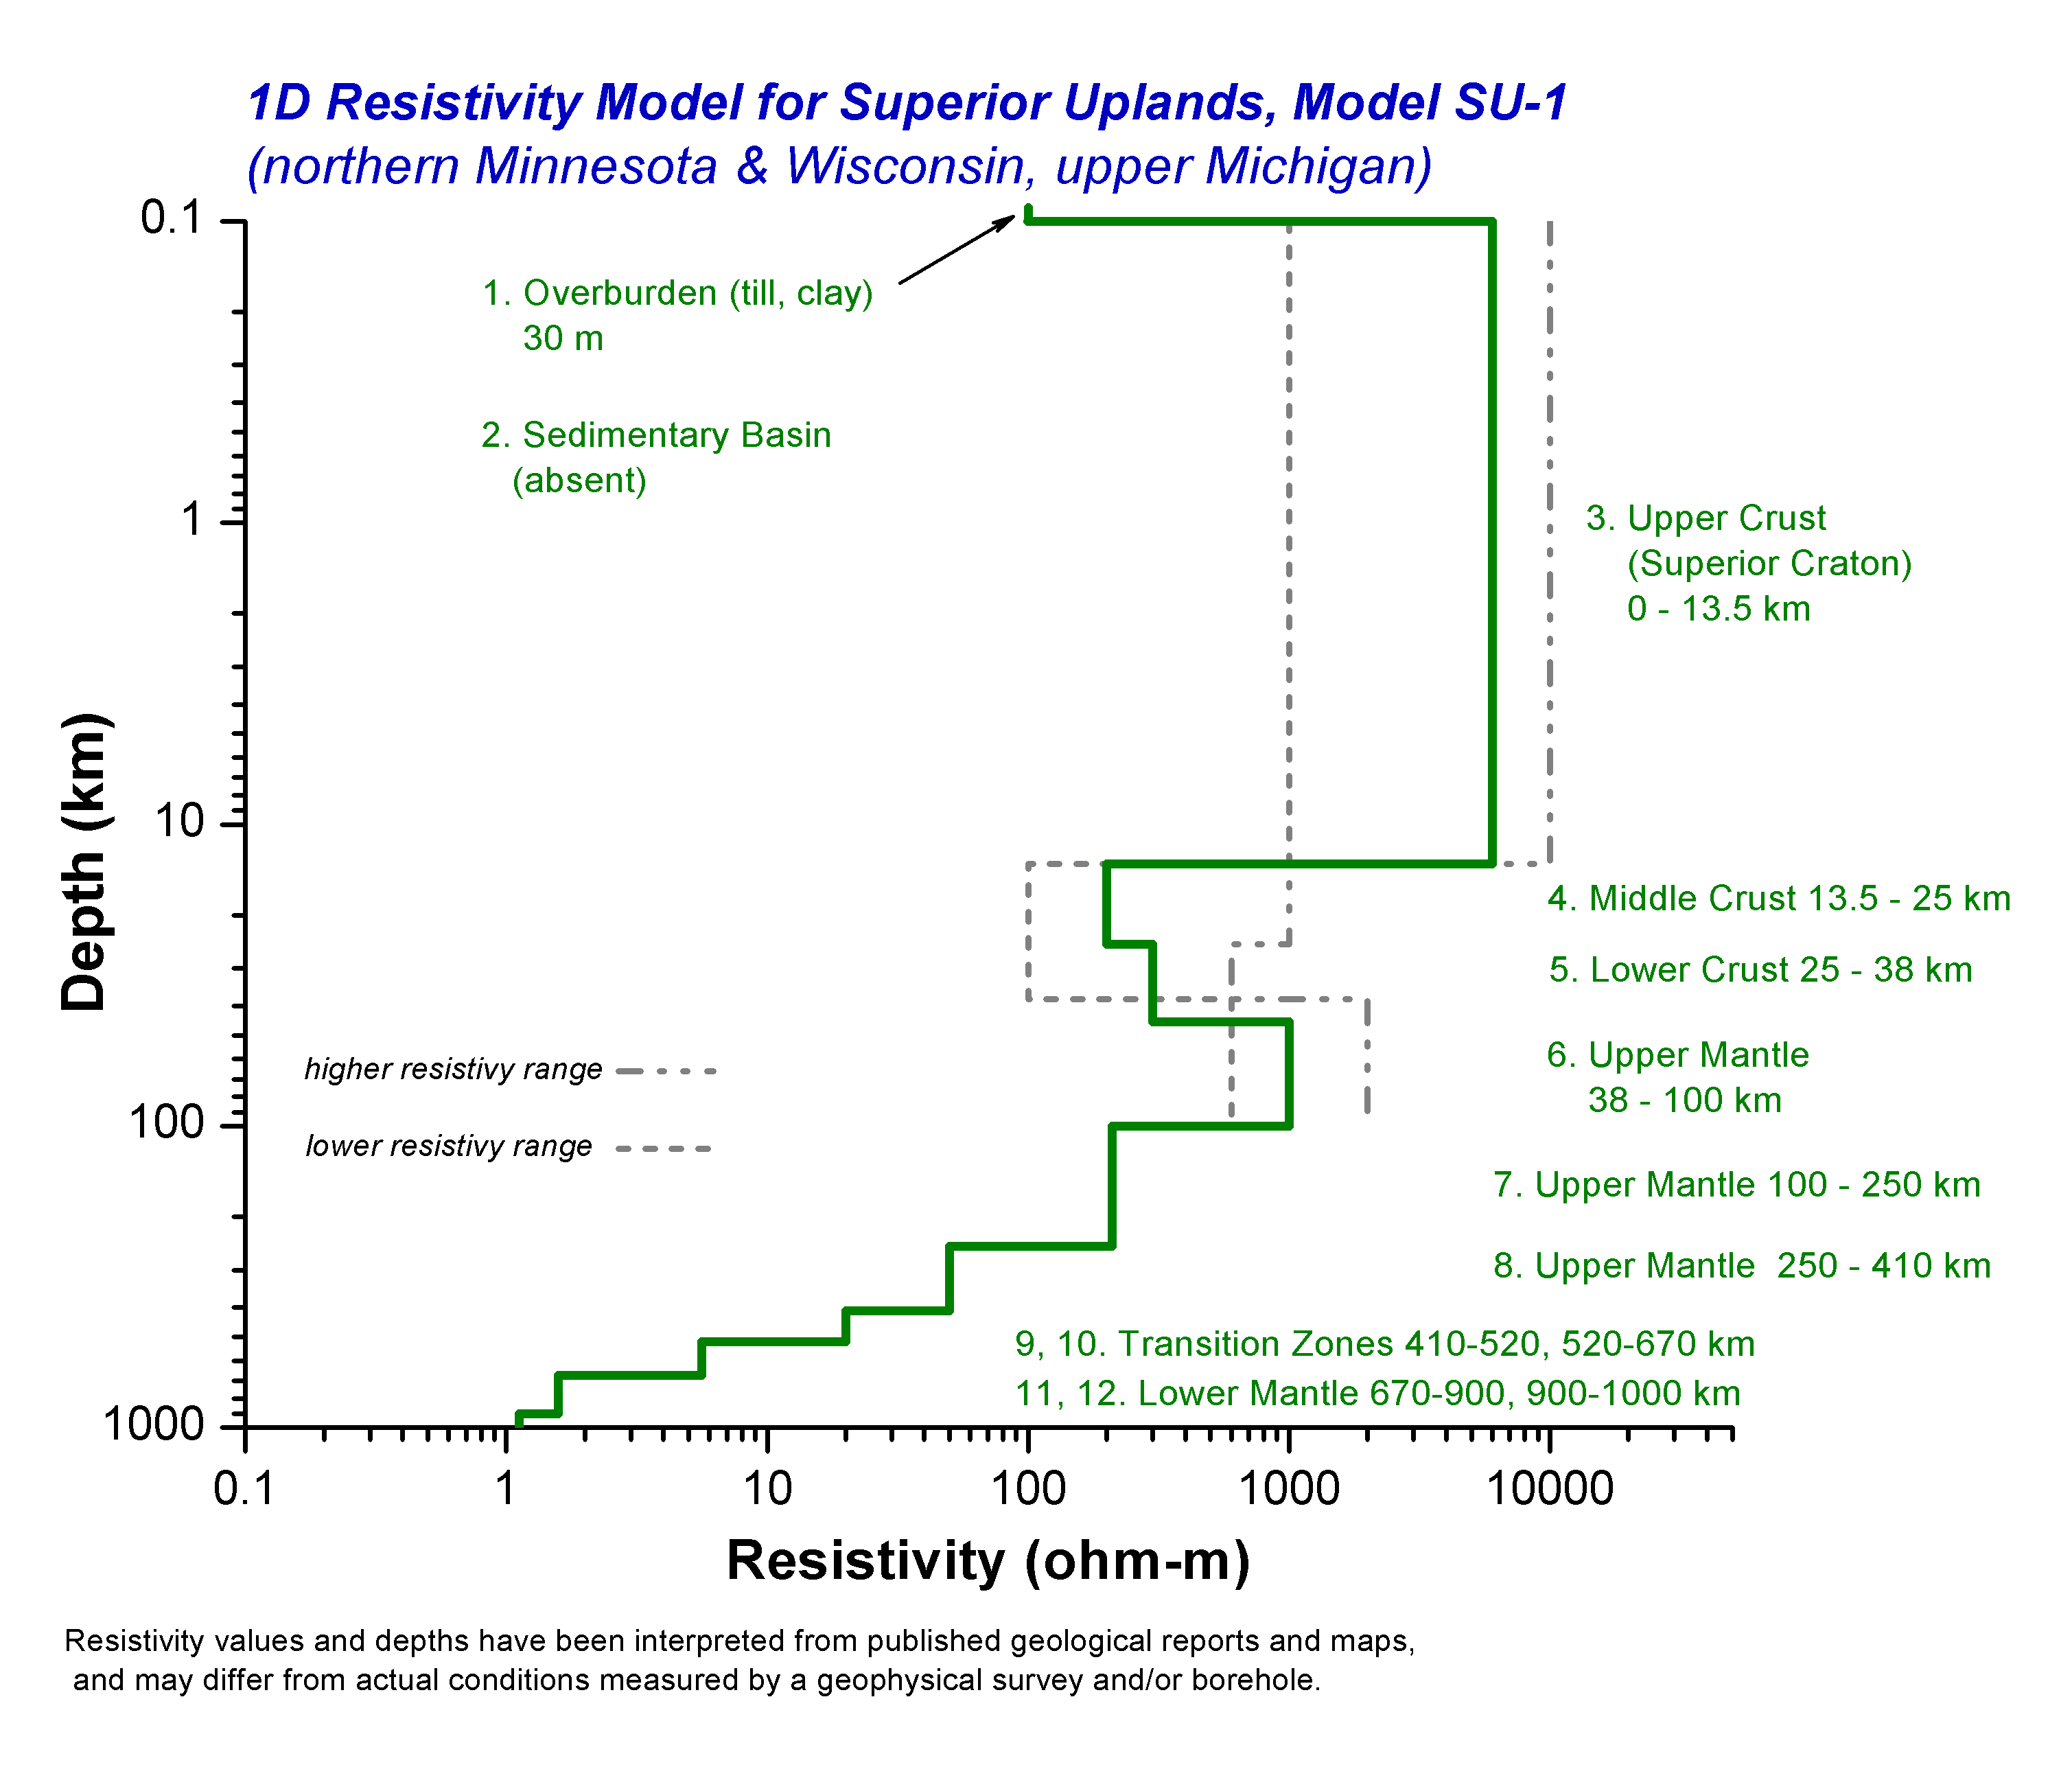 1D Resistivity Model for Superior Uplands, Model SU-1
(northern Minnesota & Wisconsin, upper Michigan)
0.1
1. Overburden (till, clay)
30 m
2. Sedimentary Basin
(absent)
1
3. Upper Crust
(Superior Craton)
0 - 13.5 km
Depth (km)
10
4. Middle Crust 13.5 - 25 km
5. Lower Crust 25 - 38 km
6. Upper Mantle
38 - 100 km
higher resistivy range
100
lower resistivy range
7. Upper Mantle 100 - 250 km
8. Upper Mantle  250 - 410 km
9, 10. Transition Zones 410-520, 520-670 km
11, 12. Lower Mantle 670-900, 900-1000 km
1000
0.1 1 10 100 1000 10000
Resistivity (ohm-m)
Resistivity values and depths have been interpreted from published geological reports and maps,
and may differ from actual conditions measured by a geophysical survey and/or borehole.